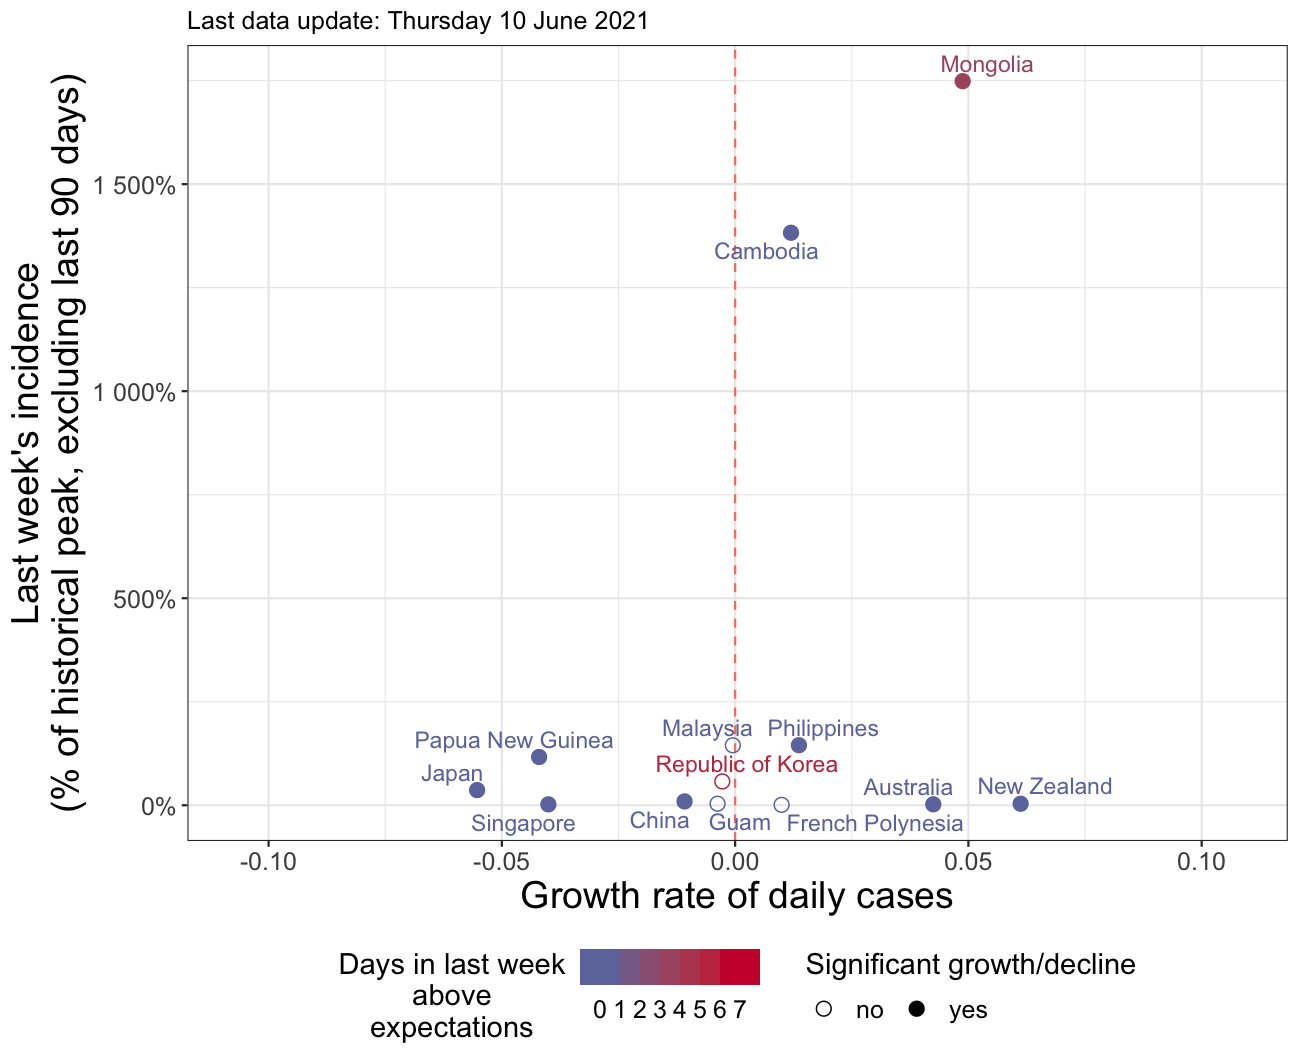 Last data update: Thursday 10 June 2021
Last week's incidence
(% of historical peak, excluding last 90 days)
1 500%
1 000%
500%
0%
Mongolia
Cambodia
Malaysia
Philippines
Papua New Guinea
Republic of Korea
Japan
Australia
New Zealand
Singapore
China
Guam
French Polynesia
-0.10
-0.05
0.00
0.05
0.10
Growth rate of daily cases
Days in last week
above
expectations
0 1 2 3 4 5 6 7
Significant growth/decline
no
yes